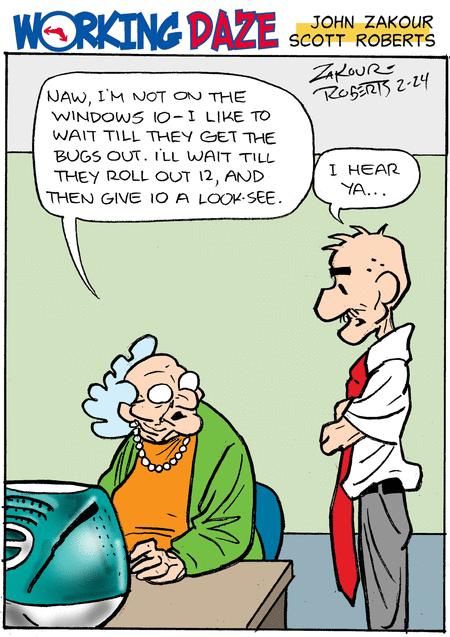 WORKING DAZE
JOHN ZAKOUR
SCOTT ROBERTS
ZAKOUR-
ROBERTS 2-24
NAW, I'M NOT ON THE
WINDOWS 10-I LIKE TO
WAIT TILL THEY GET THE
BUGS OUT. I'LL WAIT TILL
THEY ROLL OUT 12, AND
THEN GIVE 10 A LOOK-SEE.
I HEAR
YA...